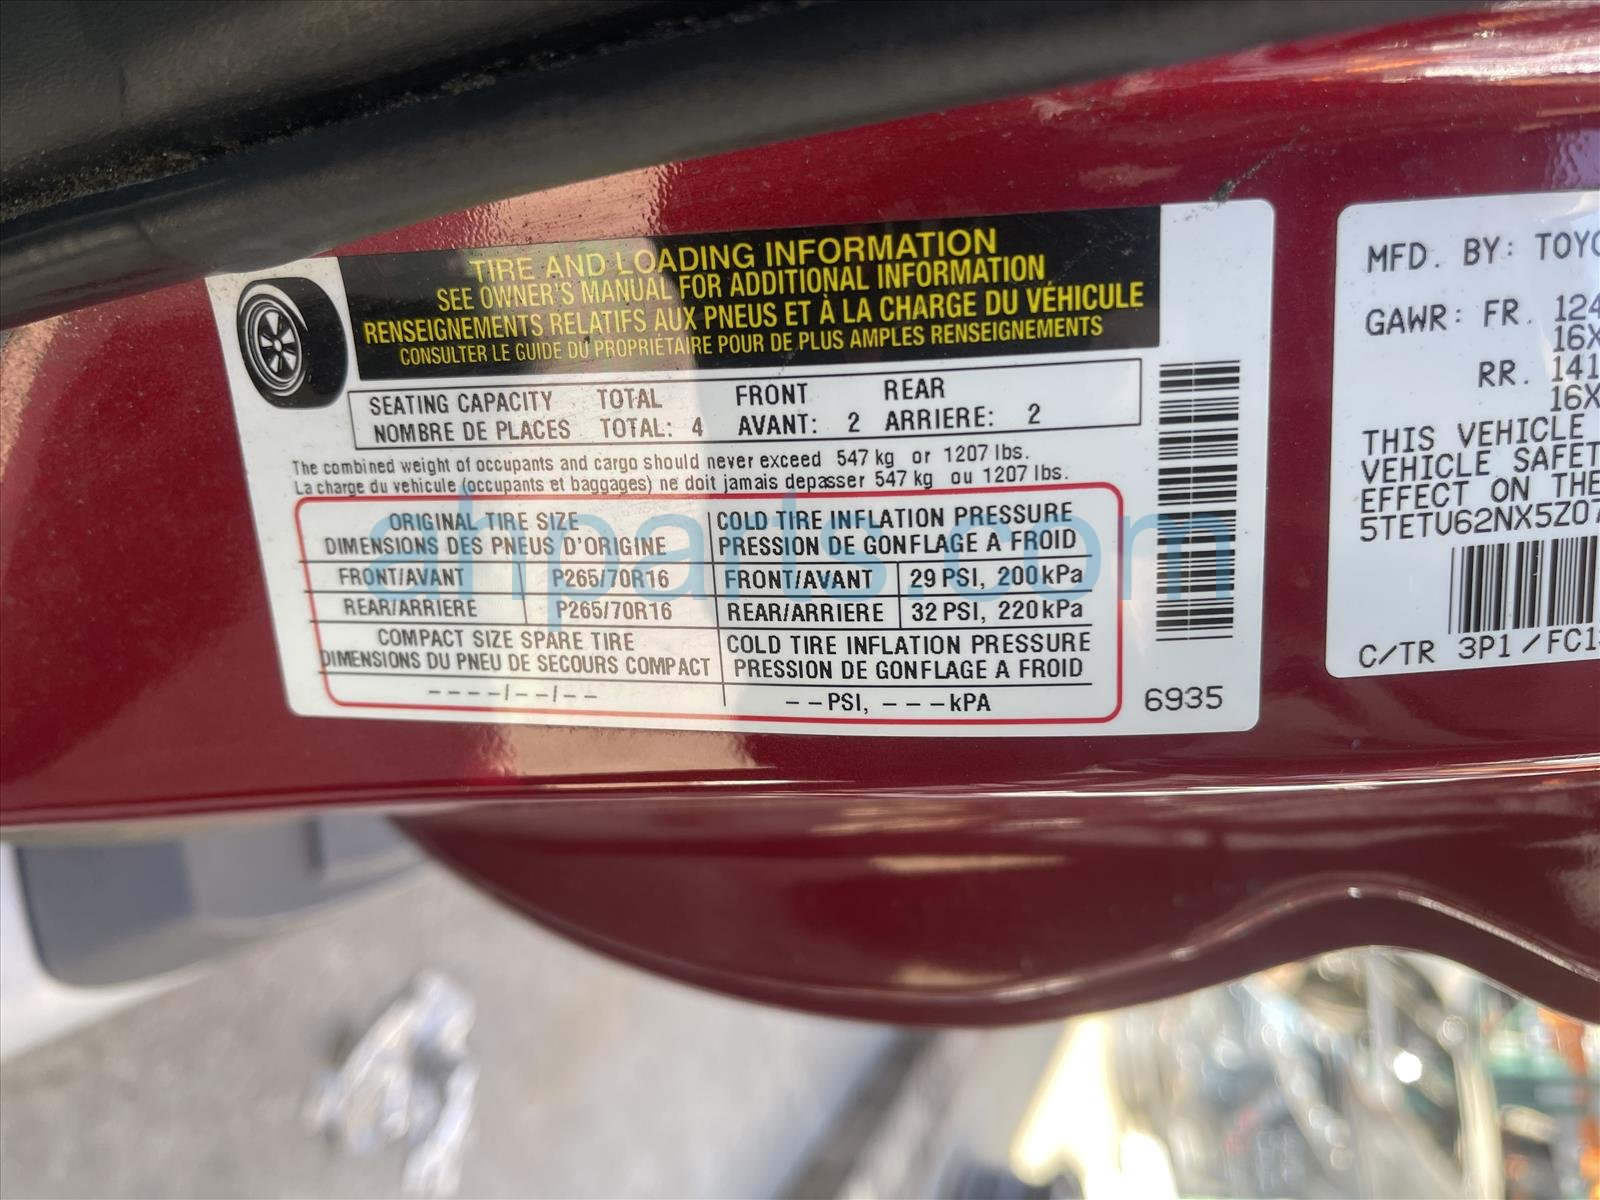 TIRE AND LOADING INFORMATION
SEE OWNER'S MANUAL FOR ADDITIONAL INFORMATION
RENSEIGNEMENTS RELATIFS AUX PNEUS ET À LA CHARGE DU VÉHICULE
CONSULTER LE GUIDE DU PROPRIÉTAIRE POUR DE PLUS AMPLES RENSEIGNEMENTS
SEATING CAPACITY TOTAL FRONT REAR
NOMBRE DE PLACES TOTAL: 4 AVANT: 2 ARRIERE: 2
The combined weight of occupants and cargo should never exceed 547 kg or 1207 lbs.
La charge du vehicule (occupants et baggages) ne doit jamais depasser 547 kg ou 1207 lbs.
ORIGINAL TIRE SIZE COLD TIRE INFLATION PRESSURE
DIMENSIONS DES PNEUS D'ORIGINE PRESSION DE GONFLAGE A FROID
FRONT/AVANT P265/70R16 FRONT/AVANT 29 PSI, 200kPa
REAR/ARRIERE P265/70R16 REAR/ARRIERE 32 PSI, 220kPa
COMPACT SIZE SPARE TIRE COLD TIRE INFLATION PRESSURE
DIMENSIONS DU PNEU DE SECOURS COMPACT PRESSION DE GONFLAGE A FROID
----/--/-- --PSI, ---kPA
6935
ahparts.com
MFD. BY: TOYO
GAWR: FR. 124
16X
RR. 141
16X
THIS VEHICLE
VEHICLE SAFET
EFFECT ON THE
5TETU62NX5Z07
C/TR 3P1/FC1